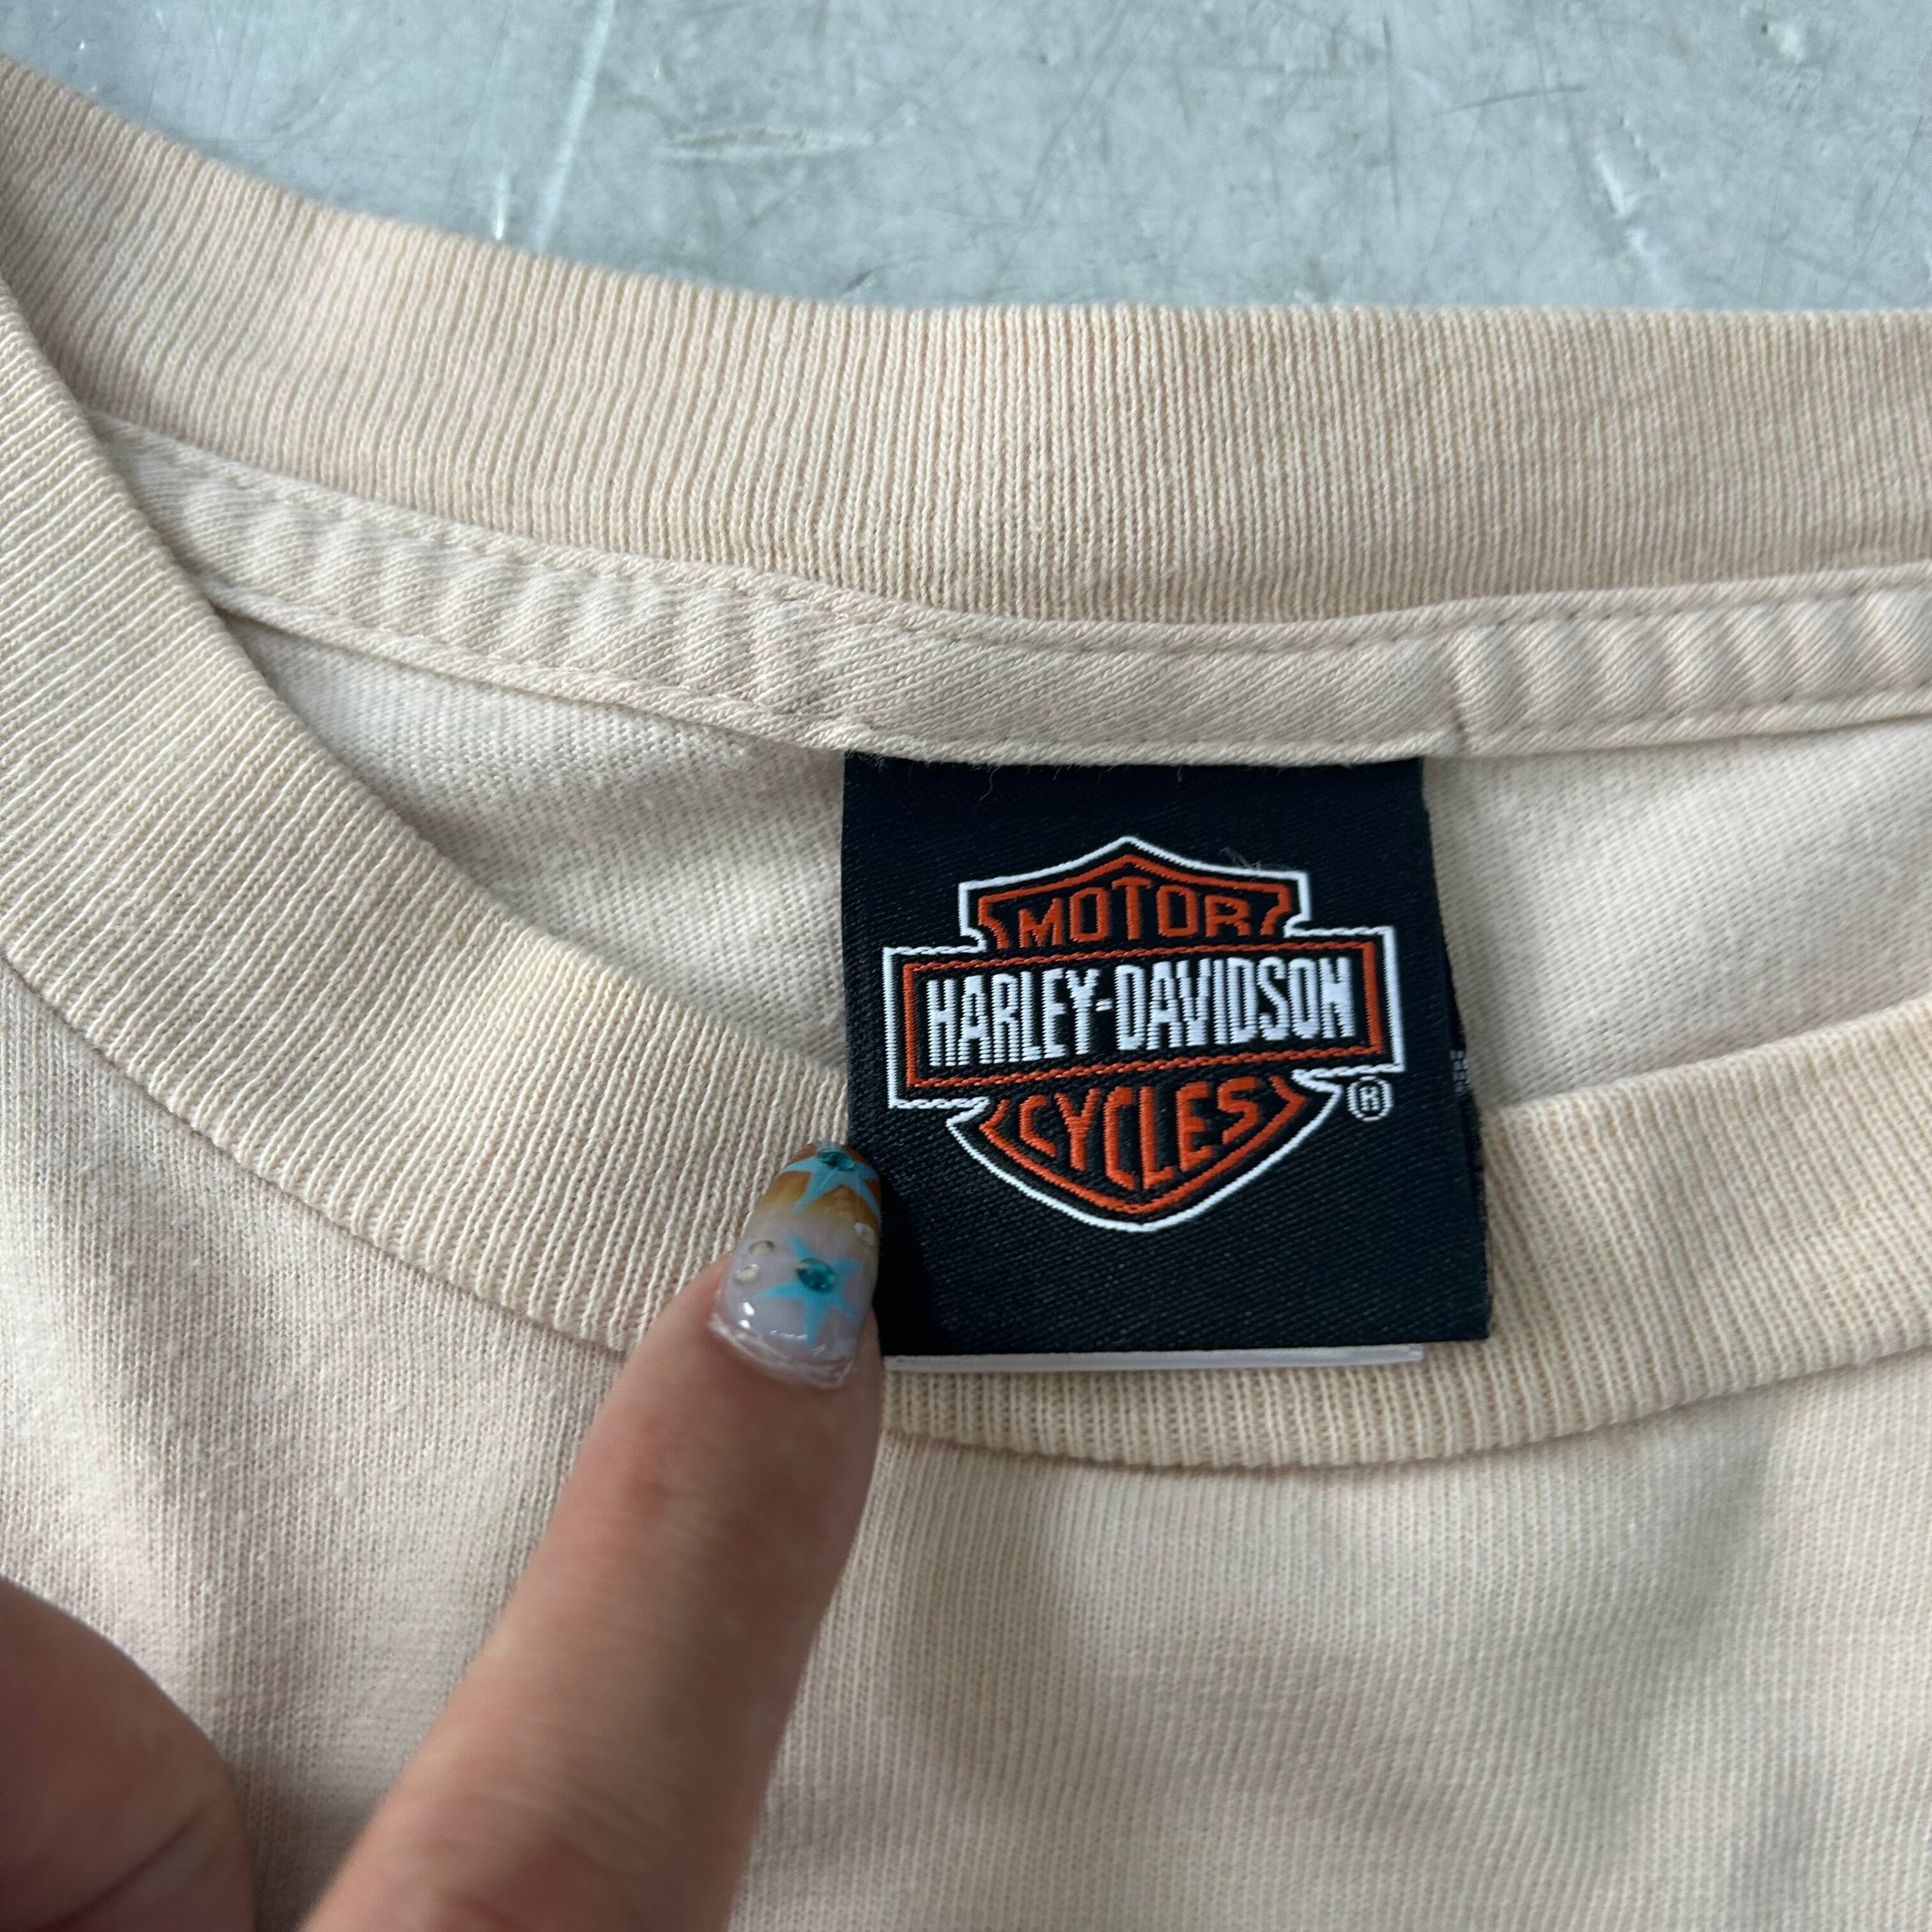 MOTOR
HARLEY-DAVIDSON
CYCLES
®